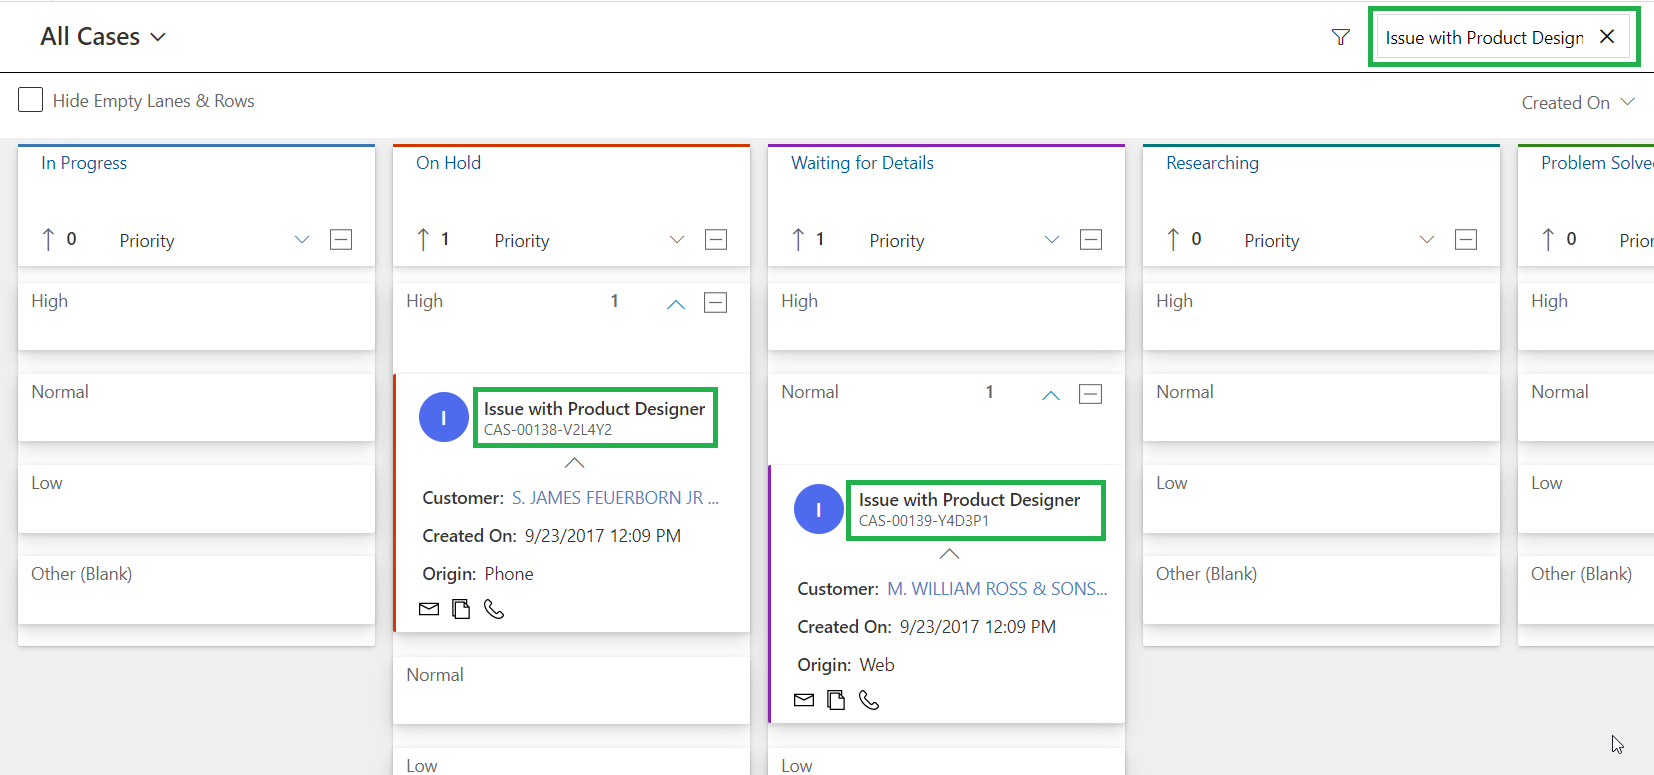 All Cases
Issue with Product Design
Hide Empty Lanes & Rows
Created On
In Progress
0 Priority
High
Normal
Low
Other (Blank)
On Hold
1 Priority
High 1
I
Issue with Product Designer
CAS-00138-V2L4Y2
Customer: S. JAMES FEUERBORN JR ...
Created On: 9/23/2017 12:09 PM
Origin: Phone
Normal
Low
Waiting for Details
1 Priority
High
Normal 1
I
Issue with Product Designer
CAS-00139-Y4D3P1
Customer: M. WILLIAM ROSS & SONS...
Created On: 9/23/2017 12:09 PM
Origin: Web
Low
Researching
0 Priority
High
Normal
Low
Other (Blank)
Problem Solve
0 Prior
High
Normal
Low
Other (Blank)